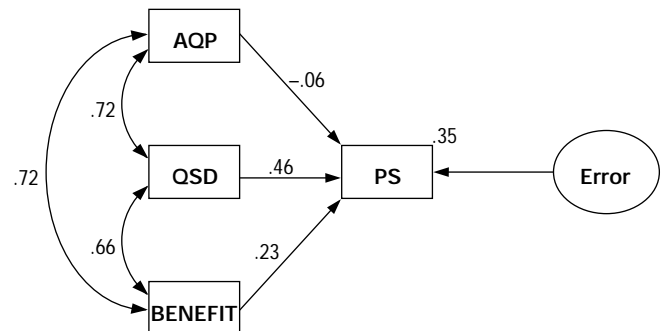 AQP
–.06
.72
.35
QSD
.46
PS
Error
.72
.66
.23
BENEFIT